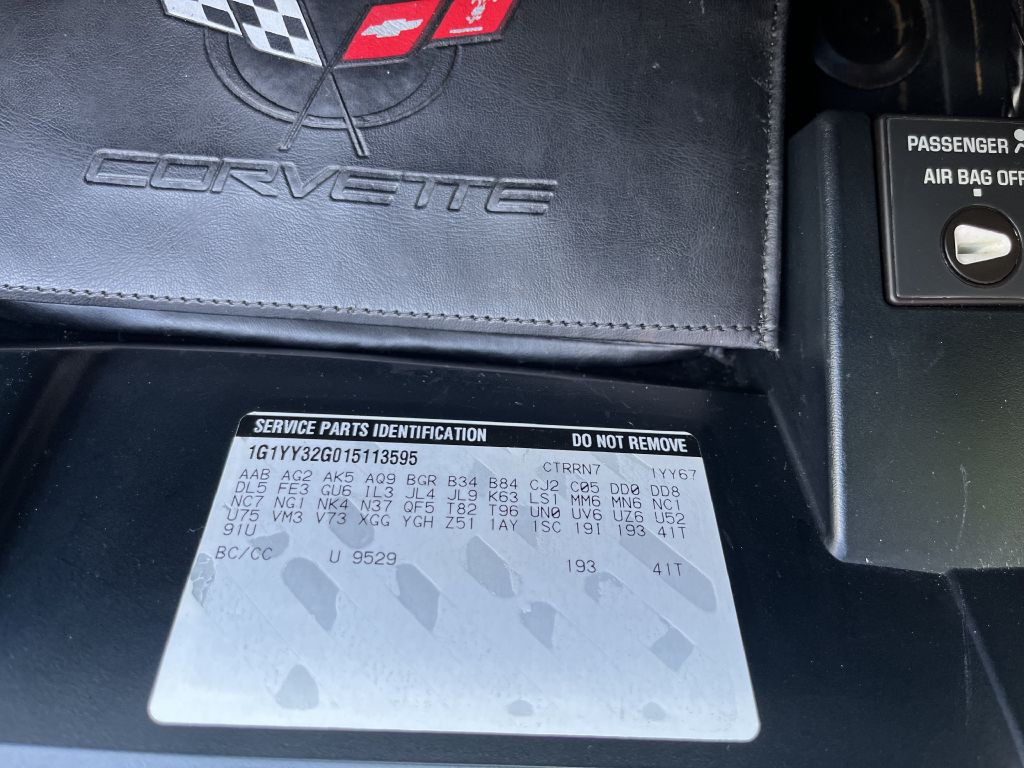 CORVETTE
PASSENGER
AIR BAG OFF
SERVICE PARTS IDENTIFICATION DO NOT REMOVE
1G1YY32G015113595 CTRRN7 1YY67
AAB AG2 AK5 AQ9 BGR B34 B84 CJ2 C05 DD0 DD8
DL5 FE3 GU6 IL3 JL4 JL9 K63 LS1 MM6 MN6 NC1
NC7 NG1 NK4 N37 QF5 T82 T96 UN0 UV6 UZ6 U52
U75 VM3 V73 XGG YGH Z51 1AY 1SC 19I 193 41T
91U
BC/CC U 9529 193 41T